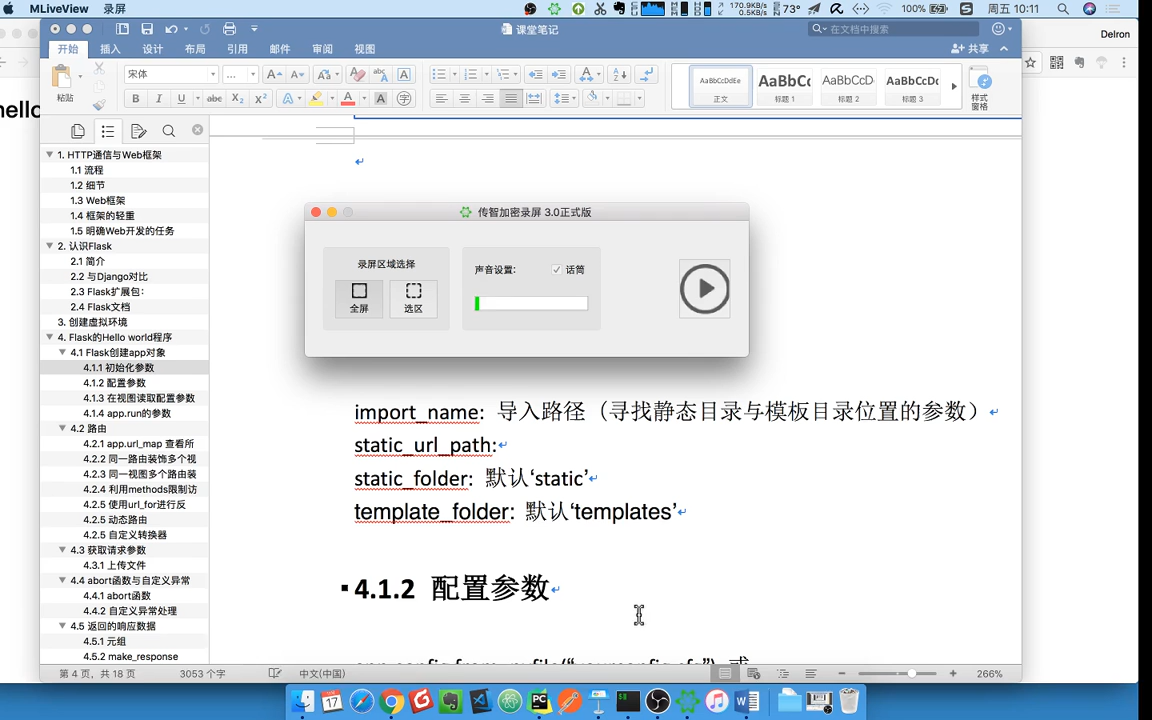 MLiveView 录屏
170.9KB/s
0.5KB/s
73°
100%
周五 10:11
课堂笔记
在文档中搜索
Delron
开始 插入 设计 布局 引用 邮件 审阅 视图
共享
粘贴
宋体
...
B I U abc X₂ X² A
AaBbCcDdEe
正文
AaBbCc
标题 1
AaBbCcD
标题 2
AaBbCcDc
标题 3
样式
窗格
hello
1. HTTP通信与Web框架
1.1 流程
1.2 细节
1.3 Web框架
1.4 框架的轻重
1.5 明确Web开发的任务
2. 认识Flask
2.1 简介
2.2 与Django对比
2.3 Flask扩展包:
2.4 Flask文档
3. 创建虚拟环境
4. Flask的Hello world程序
4.1 Flask创建app对象
4.1.1 初始化参数
4.1.2 配置参数
4.1.3 在视图读取配置参数
4.1.4 app.run的参数
4.2 路由
4.2.1 app.url_map 查看所
4.2.2 同一路由装饰多个视
4.2.3 同一视图多个路由装
4.2.4 利用methods限制访
4.2.5 使用url_for进行反
4.2.5 动态路由
4.2.5 自定义转换器
4.3 获取请求参数
4.3.1 上传文件
4.4 abort函数与自定义异常
4.4.1 abort函数
4.4.2 自定义异常处理
4.5 返回的响应数据
4.5.1 元组
4.5.2 make_response
传智加密录屏 3.0正式版
录屏区域选择
全屏 选区
声音设置: 话筒
import_name: 导入路径（寻找静态目录与模板目录位置的参数）
static_url_path:
static_folder: 默认‘static’
template_folder: 默认‘templates’
4.1.2 配置参数
app.config.from_pyfile(“yourconfig.cfg”) 或
第 4 页，共 18 页 3053 个字 中文(中国) 266%